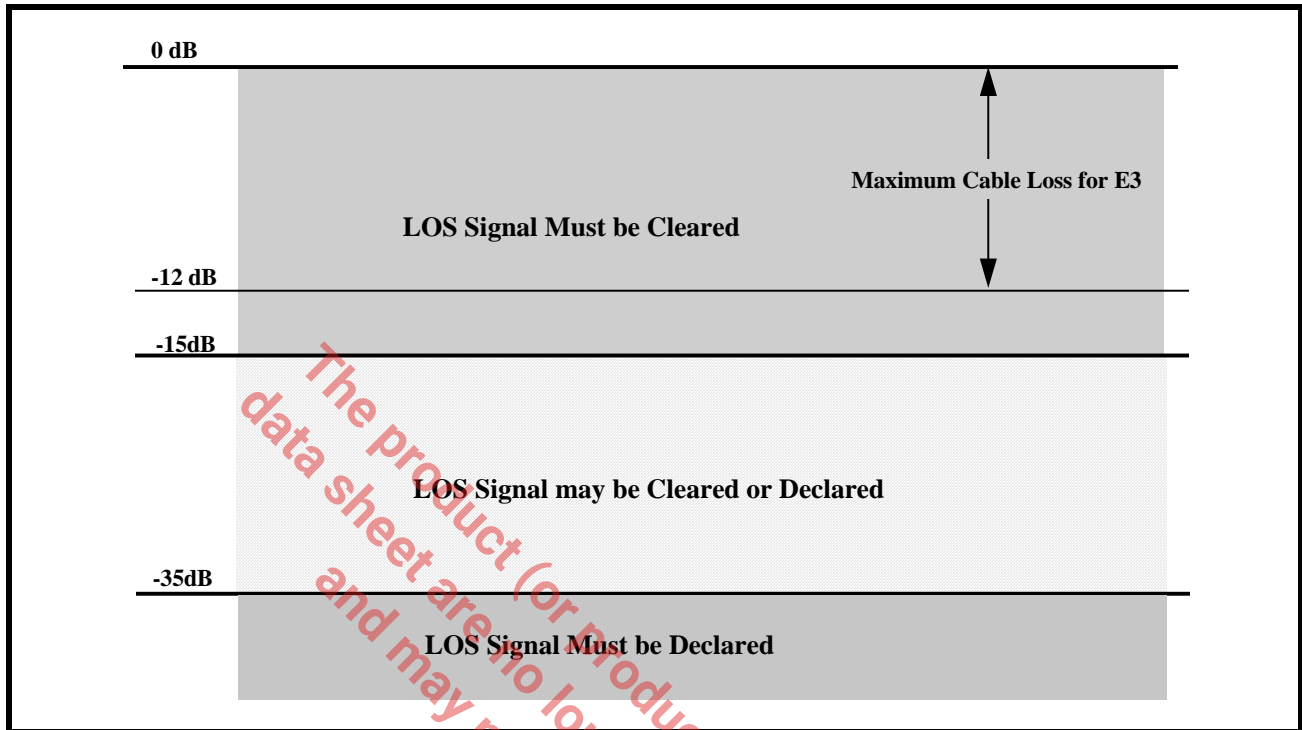 0 dB
Maximum Cable Loss for E3
LOS Signal Must be Cleared
-12 dB
-15dB
LOS Signal may be Cleared or Declared
-35dB
LOS Signal Must be Declared
The product (or produc
data sheet are no lo
and may